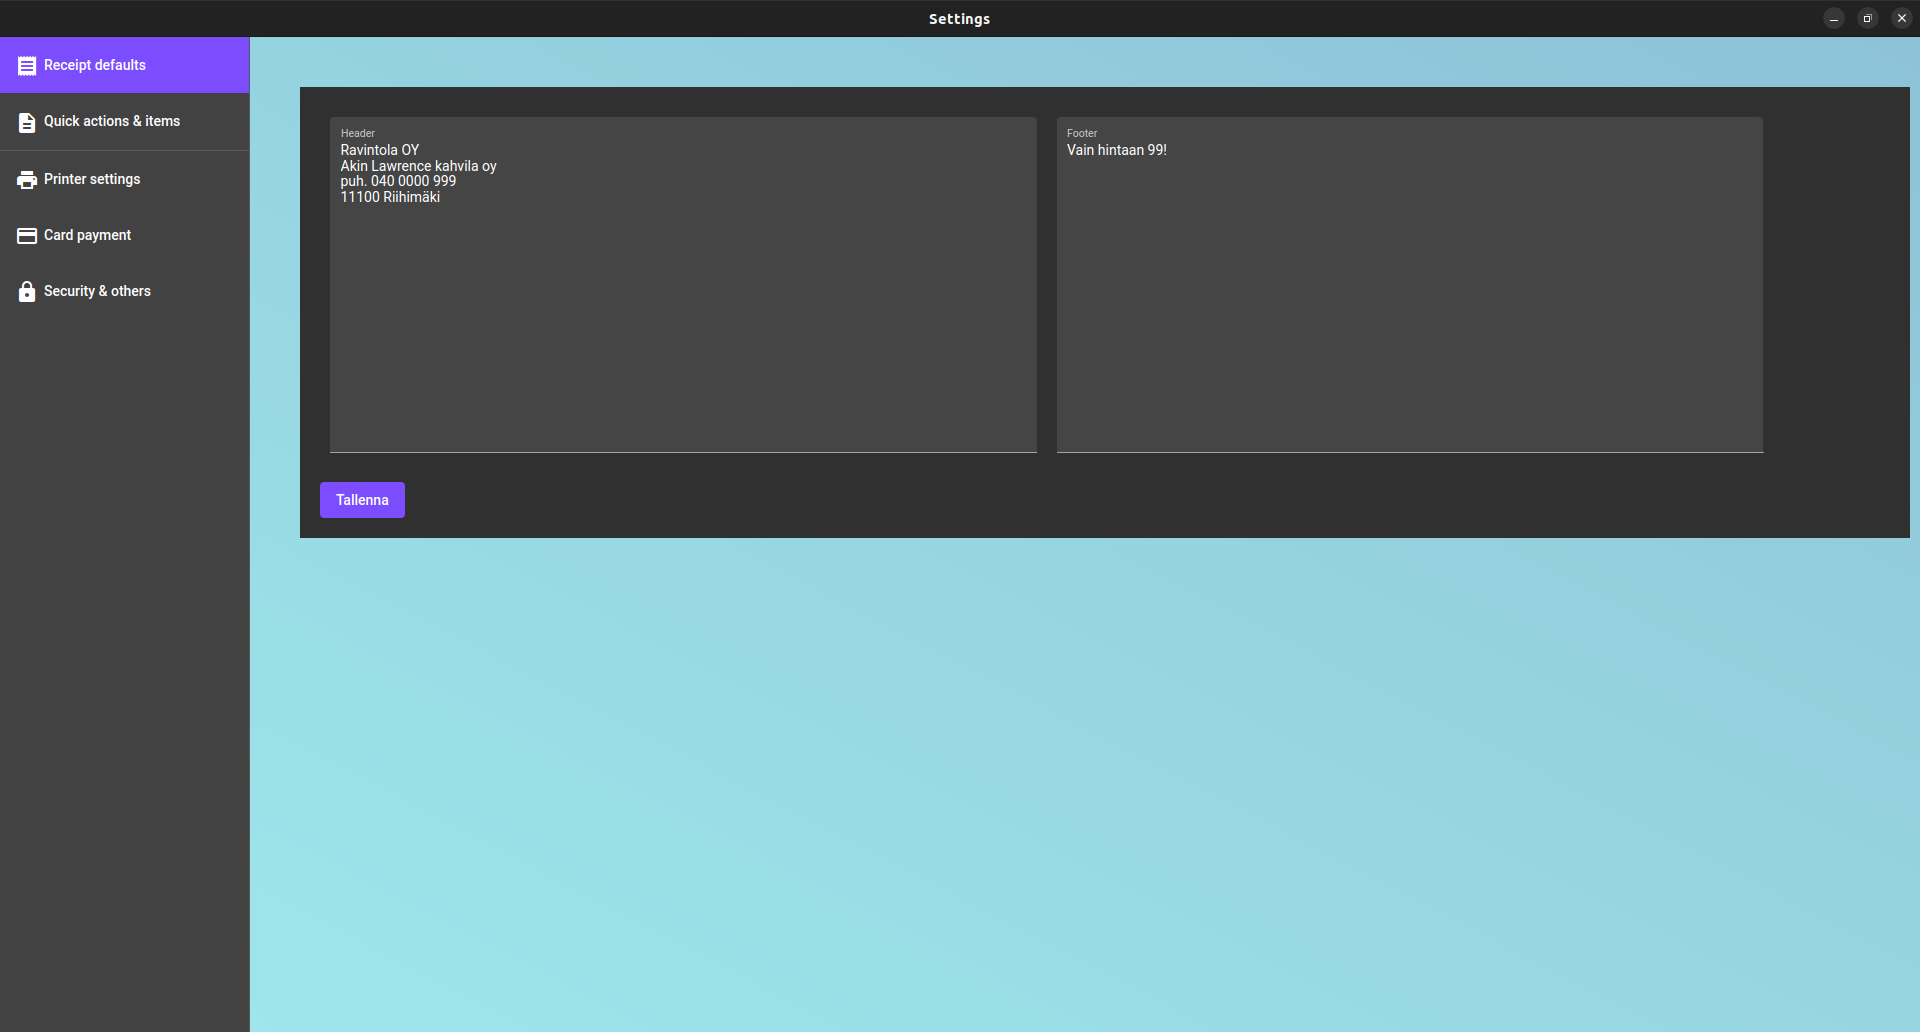 Settings
Receipt defaults
Quick actions & items
Printer settings
Card payment
Security & others
Header
Ravintola OY
Akin Lawrence kahvila oy
puh. 040 0000 999
11100 Riihimäki
Footer
Vain hintaan 99!
Tallenna